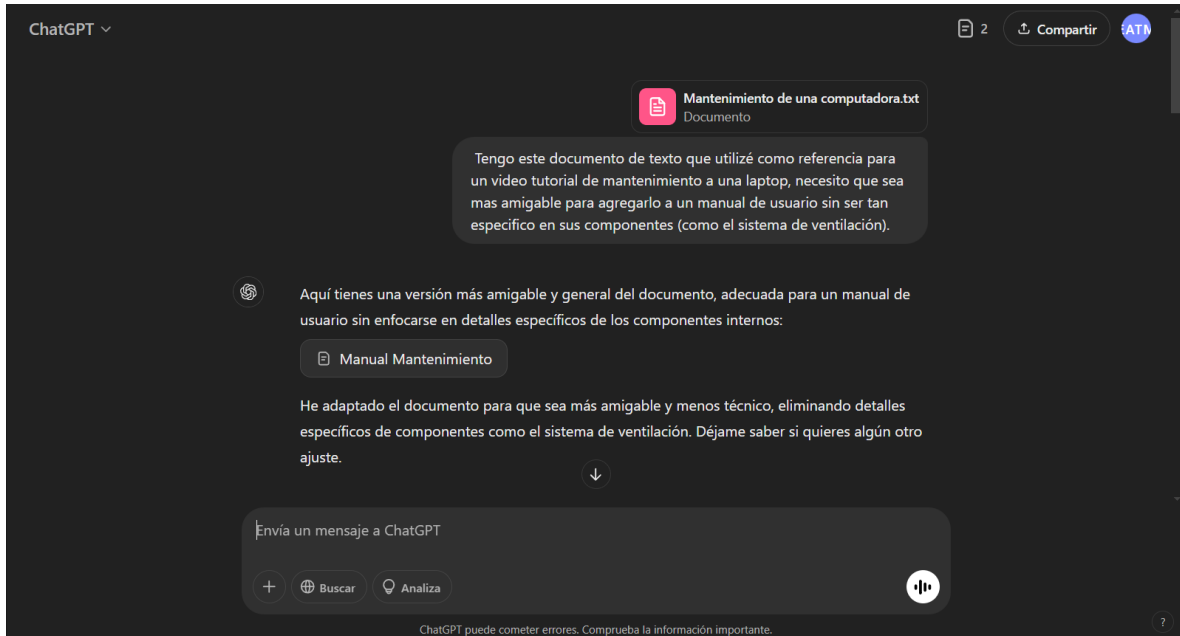 ChatGPT
2
Compartir
Mantenimiento de una computadora.txt
Documento
Tengo este documento de texto que utilizé como referencia para
un video tutorial de mantenimiento a una laptop, necesito que sea
mas amigable para agregarlo a un manual de usuario sin ser tan
especifico en sus componentes (como el sistema de ventilación).
Aquí tienes una versión más amigable y general del documento, adecuada para un manual de
usuario sin enfocarse en detalles específicos de los componentes internos:
Manual Mantenimiento
He adaptado el documento para que sea más amigable y menos técnico, eliminando detalles
específicos de componentes como el sistema de ventilación. Déjame saber si quieres algún otro
ajuste.
Envía un mensaje a ChatGPT
Buscar
Analiza
ChatGPT puede cometer errores. Comprueba la información importante.
?